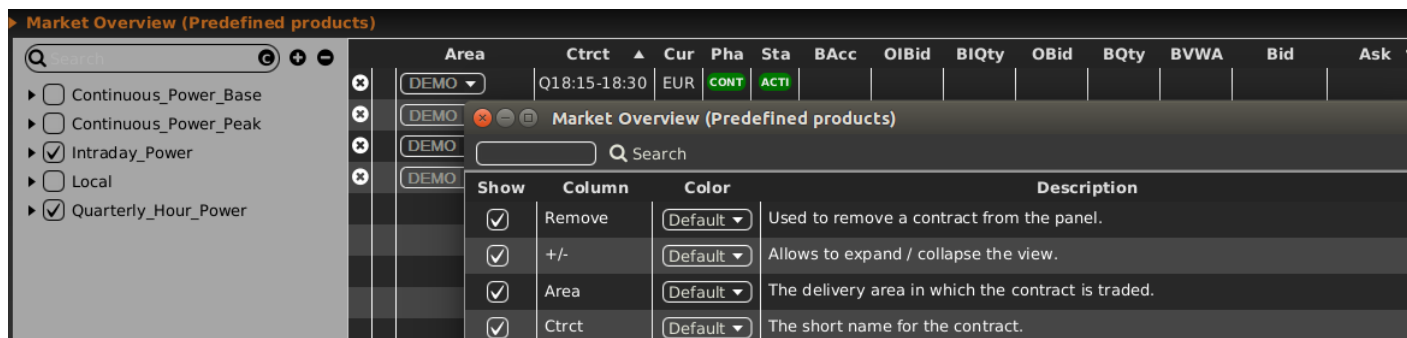 Market Overview (Predefined products)
Search
Continuous_Power_Base
Continuous_Power_Peak
Intraday_Power
Local
Quarterly_Hour_Power
Area Ctrct Cur Pha Sta BAcc OIBid BIQty OBid BQty BVWA Bid Ask
DEMO Q18:15-18:30 EUR CONT ACTI
DEMO
DEMO
DEMO
Market Overview (Predefined products)
Search
Show Column Color Description
Remove Default Used to remove a contract from the panel.
+/- Default Allows to expand / collapse the view.
Area Default The delivery area in which the contract is traded.
Ctrct Default The short name for the contract.